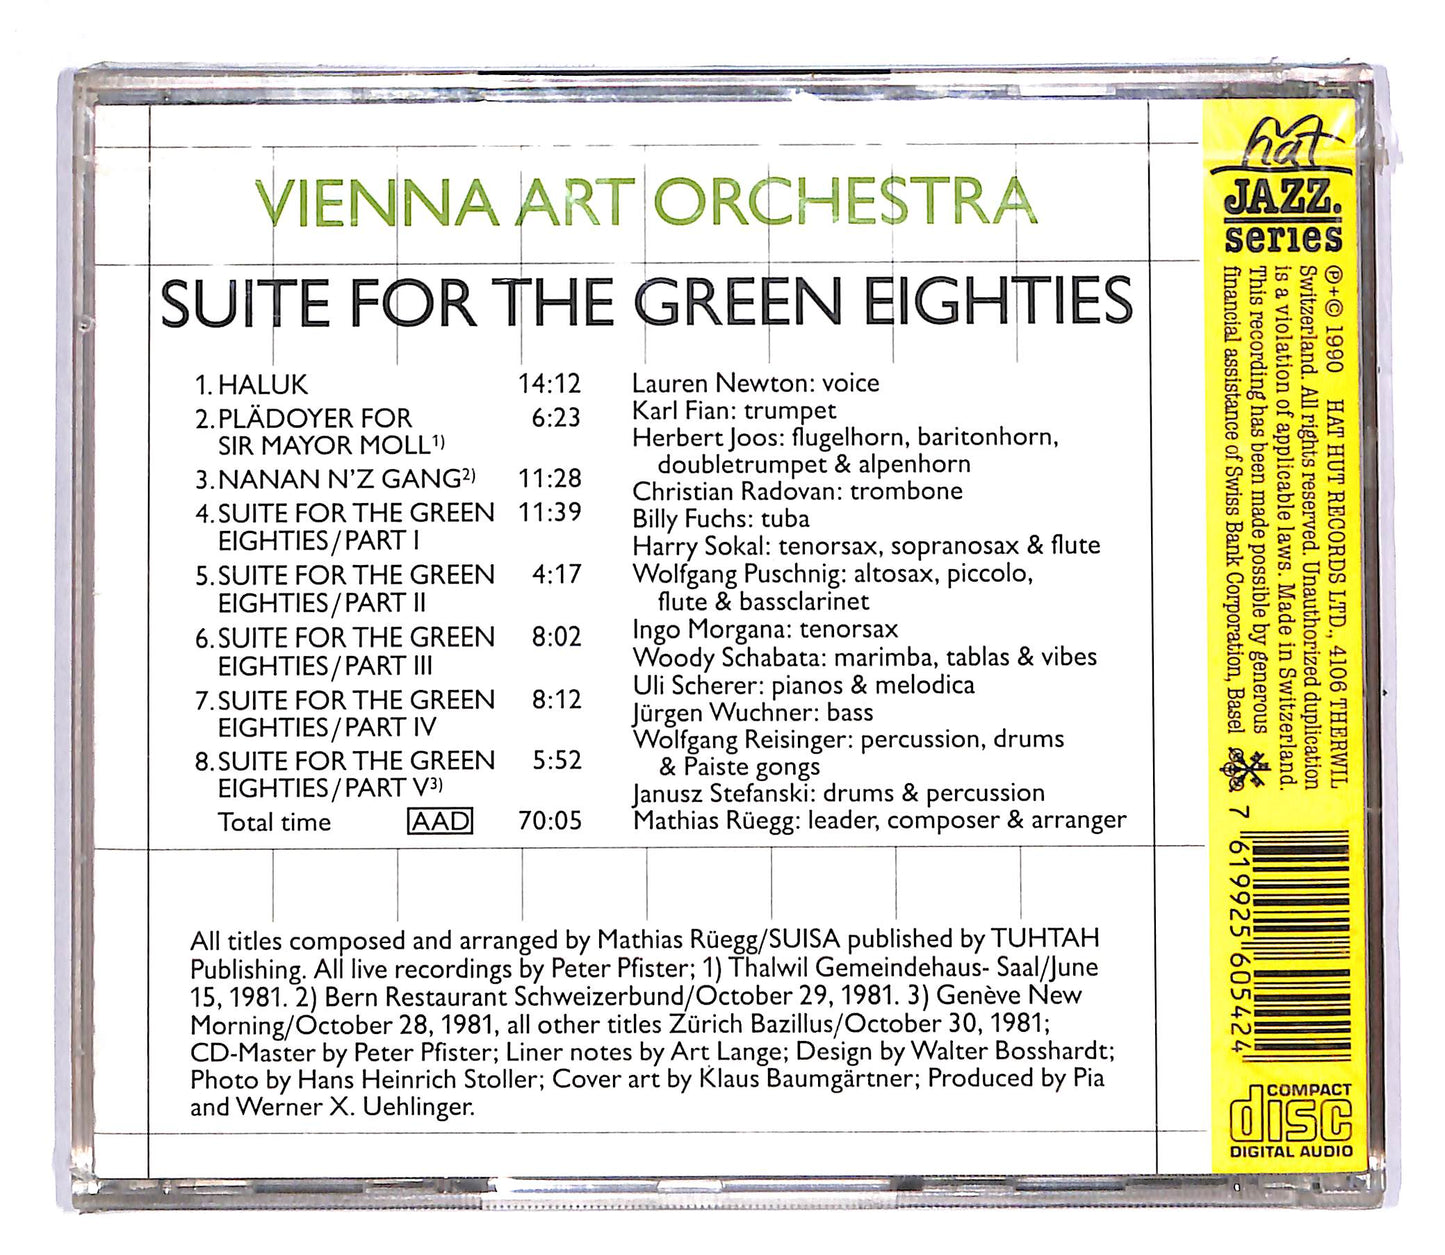 VIENNA ART ORCHESTRA
SUITE FOR THE GREEN EIGHTIES
1. HALUK 14:12
2. PLÄDOYER FOR 6:23
SIR MAYOR MOLL1)
3. NANAN N'Z GANG2) 11:28
4. SUITE FOR THE GREEN 11:39
EIGHTIES/PART I
5. SUITE FOR THE GREEN 4:17
EIGHTIES/PART II
6. SUITE FOR THE GREEN 8:02
EIGHTIES/PART III
7. SUITE FOR THE GREEN 8:12
EIGHTIES/PART IV
8. SUITE FOR THE GREEN 5:52
EIGHTIES/PART V3)
Total time AAD 70:05
Lauren Newton: voice
Karl Fian: trumpet
Herbert Joos: flugelhorn, baritonhorn,
doubletrumpet & alpenhorn
Christian Radovan: trombone
Billy Fuchs: tuba
Harry Sokal: tenorsax, sopranosax & flute
Wolfgang Puschnig: altosax, piccolo,
flute & bassclarinet
Ingo Morgana: tenorsax
Woody Schabata: marimba, tablas & vibes
Uli Scherer: pianos & melodica
Jürgen Wuchner: bass
Wolfgang Reisinger: percussion, drums
& Paiste gongs
Janusz Stefanski: drums & percussion
Mathias Rüegg: leader, composer & arranger
All titles composed and arranged by Mathias Rüegg/SUISA published by TUHTAH
Publishing. All live recordings by Peter Pfister; 1) Thalwil Gemeindehaus- Saal/June
15, 1981. 2) Bern Restaurant Schweizerbund/October 29, 1981. 3) Genève New
Morning/October 28, 1981, all other titles Zürich Bazillus/October 30, 1981;
CD-Master by Peter Pfister; Liner notes by Art Lange; Design by Walter Bosshardt;
Photo by Hans Heinrich Stoller; Cover art by Klaus Baumgärtner; Produced by Pia
and Werner X. Uehlinger.
hat
JAZZ.
series
℗+© 1990 HAT HUT RECORDS LTD., 4106 THERWIL
Switzerland. All rights reserved. Unauthorized duplication
is a violation of applicable laws. Made in Switzerland.
This recording has been made possible by generous
financial assistance of Swiss Bank Corporation, Basel
7 619925 605424
COMPACT
disc
DIGITAL AUDIO